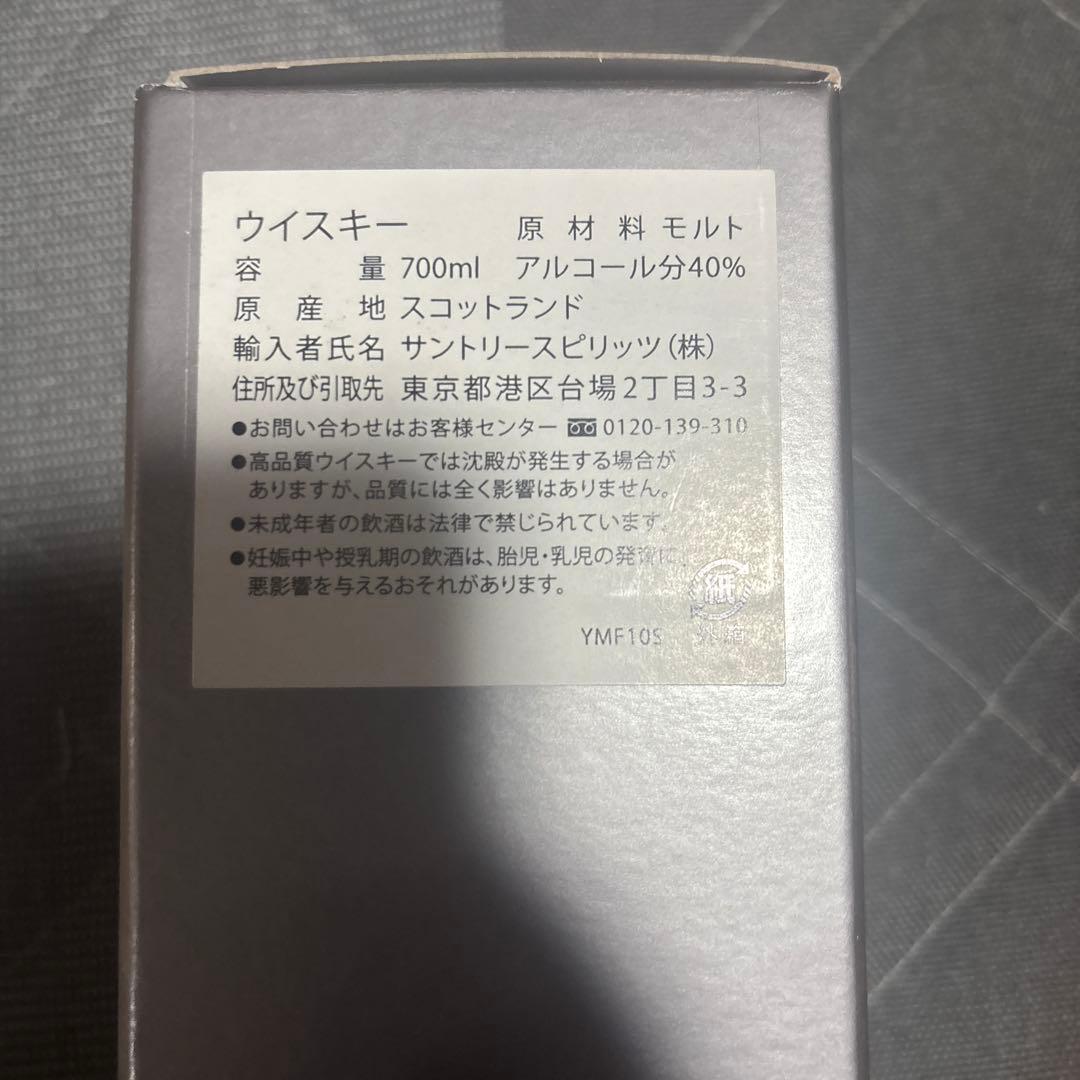 ウイスキー 原材料 モルト
容量 700ml アルコール分40%
原産地 スコットランド
輸入者氏名 サントリースピリッツ(株)
住所及び引取先 東京都港区台場2丁目3-3
●お問い合わせはお客様センター 0120-139-310
●高品質ウイスキーでは沈殿が発生する場合が
ありますが、品質には全く影響はありません。
●未成年者の飲酒は法律で禁じられています。
●妊娠中や授乳期の飲酒は、胎児・乳児の発育に、
悪影響を与えるおそれがあります。
紙
YMF10S 外箱